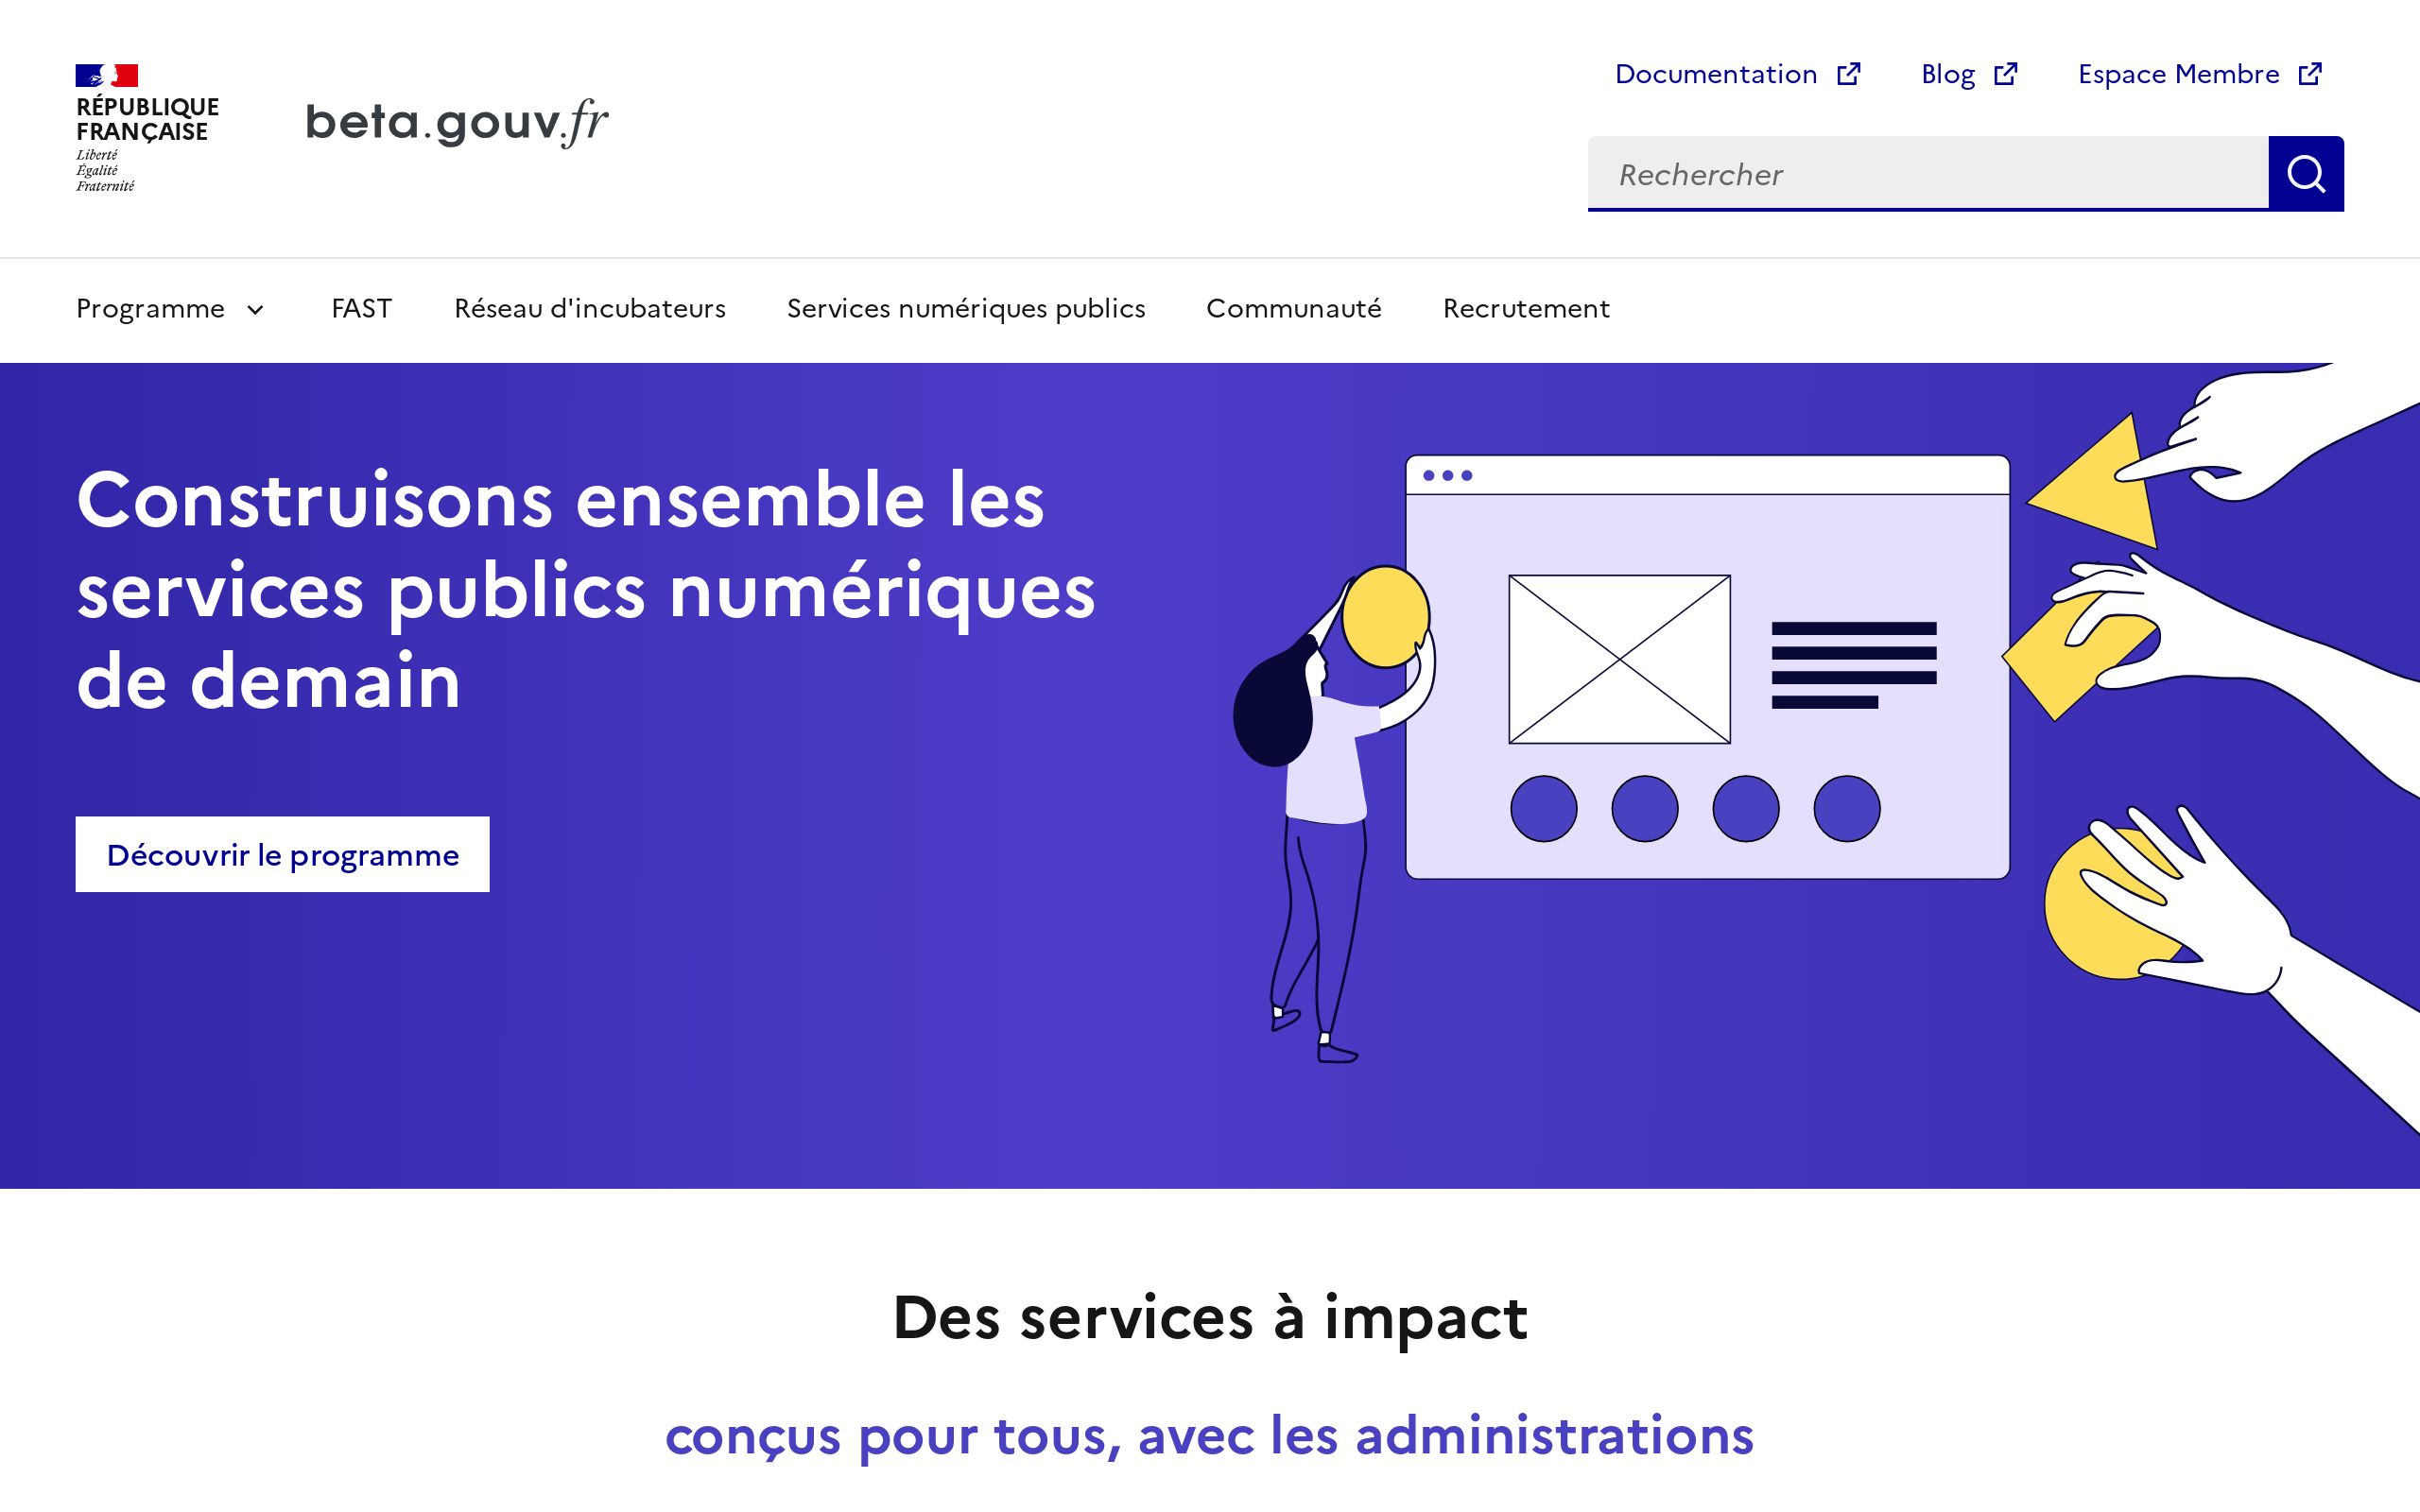 RÉPUBLIQUE
FRANÇAISE
Liberté
Égalité
Fraternité
beta.gouv.fr
Documentation
Blog
Espace Membre
Rechercher
Programme
FAST
Réseau d'incubateurs
Services numériques publics
Communauté
Recrutement
Construisons ensemble les
services publics numériques
de demain
Découvrir le programme
Des services à impact
conçus pour tous, avec les administrations